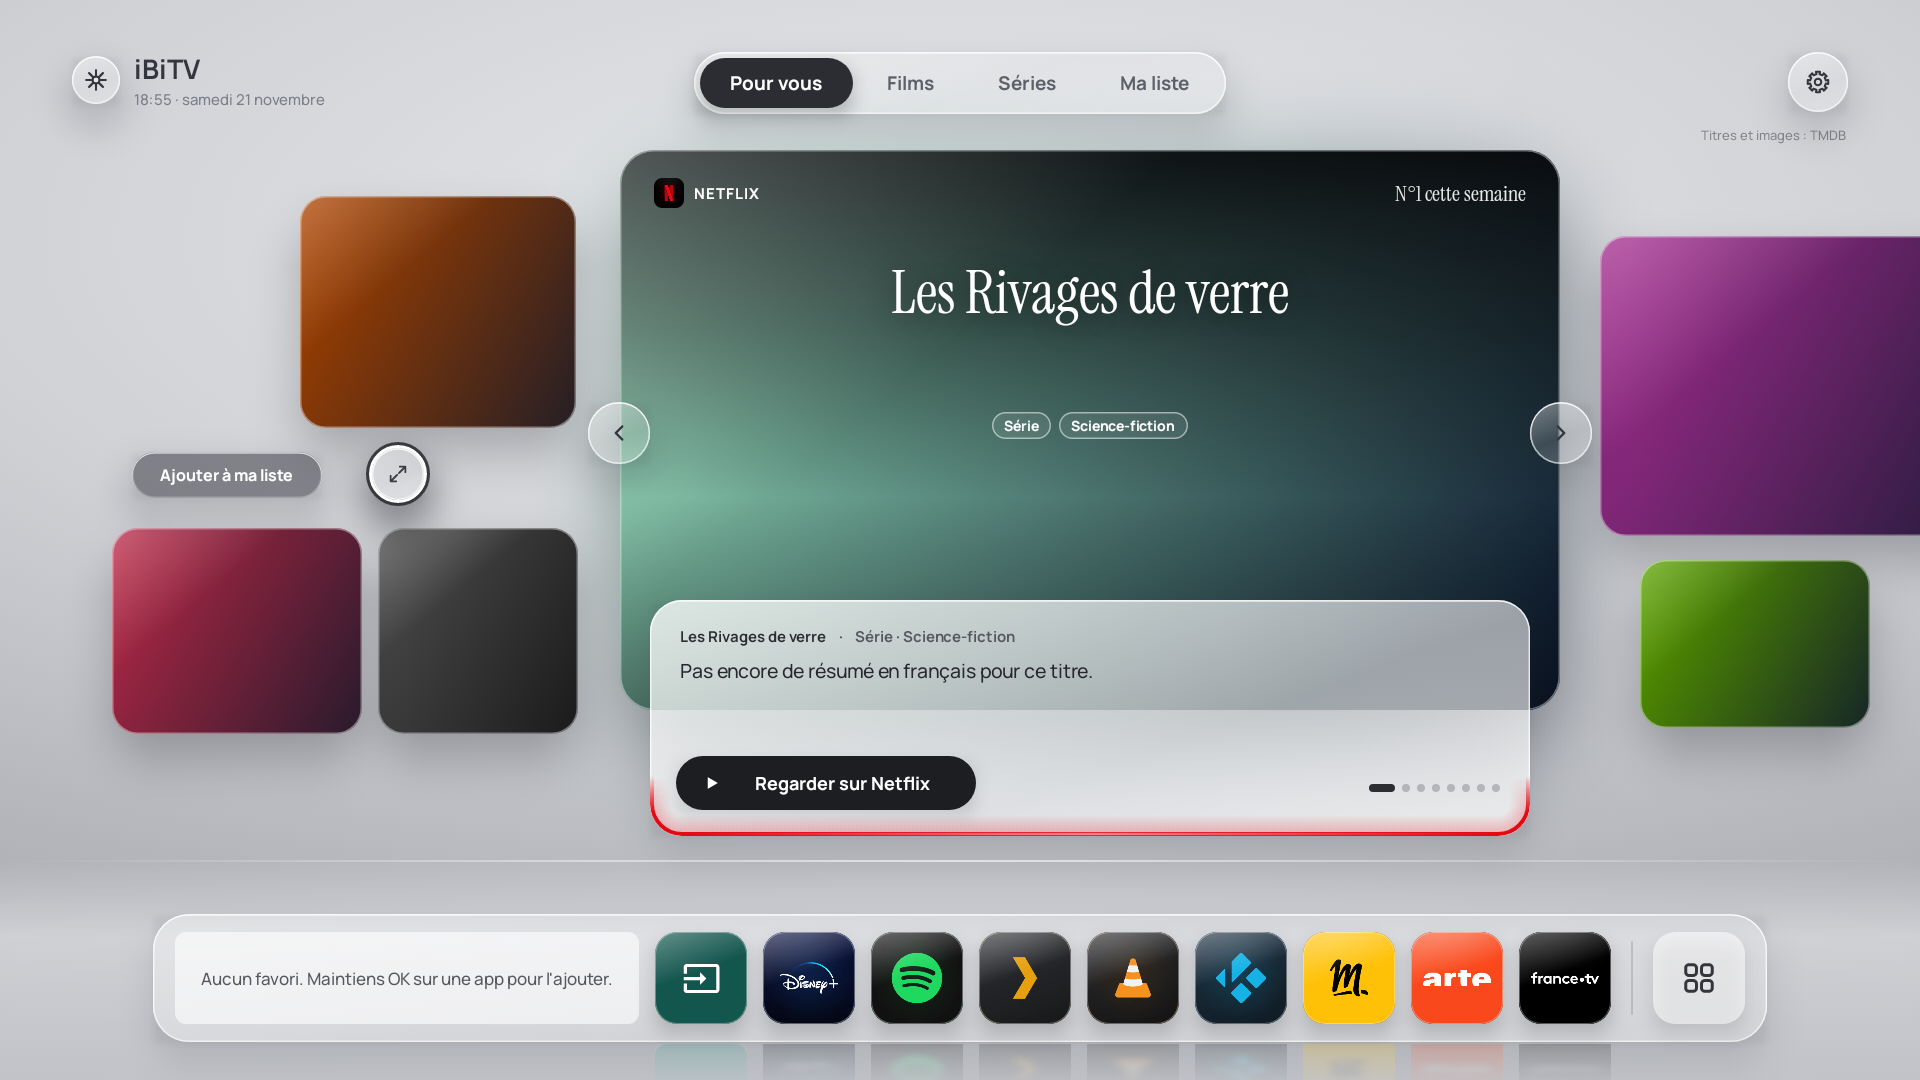 iBiTV
18:55 · samedi 21 novembre
Pour vous
Films
Séries
Ma liste
Titres et images : TMDB
NETFLIX
N°1 cette semaine
Les Rivages de verre
Série
Science-fiction
Ajouter à ma liste
Les Rivages de verre · Série · Science-fiction
Pas encore de résumé en français pour ce titre.
Regarder sur Netflix
Aucun favori. Maintiens OK sur une app pour l'ajouter.
Disney+
m.
arte
france•tv